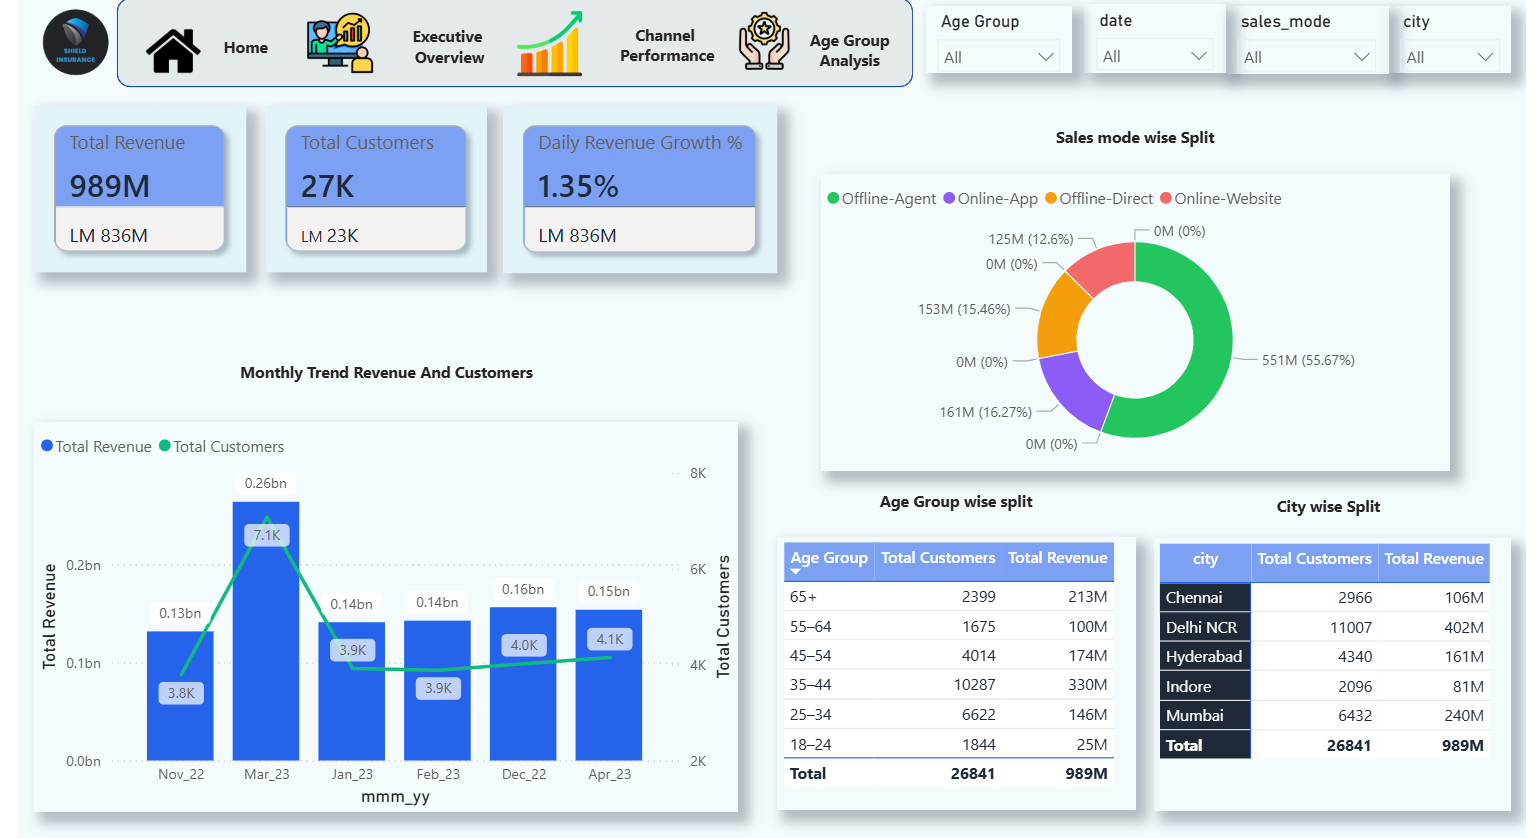 SHIELD
INSURANCE
Home
Executive
Overview
Channel
Performance
Age Group
Analysis
Age Group
All
date
All
sales_mode
All
city
All
Total Revenue
989M
LM 836M
Total Customers
27K
LM 23K
Daily Revenue Growth %
1.35%
LM 836M
Sales mode wise Split
Offline-Agent Online-App Offline-Direct Online-Website
0M (0%)
125M (12.6%)
0M (0%)
153M (15.46%)
0M (0%)
551M (55.67%)
161M (16.27%)
0M (0%)
Monthly Trend Revenue And Customers
Total Revenue Total Customers
Total Revenue
0.2bn
0.1bn
0.0bn
0.13bn
0.26bn
0.14bn
0.14bn
0.16bn
0.15bn
3.8K
7.1K
3.9K
3.9K
4.0K
4.1K
8K
6K
4K
2K
Total Customers
Nov_22 Mar_23 Jan_23 Feb_23 Dec_22 Apr_23
mmm_yy
Age Group wise split
Age Group Total Customers Total Revenue
65+ 2399 213M
55–64 1675 100M
45–54 4014 174M
35–44 10287 330M
25–34 6622 146M
18–24 1844 25M
Total 26841 989M
City wise Split
city Total Customers Total Revenue
Chennai 2966 106M
Delhi NCR 11007 402M
Hyderabad 4340 161M
Indore 2096 81M
Mumbai 6432 240M
Total 26841 989M